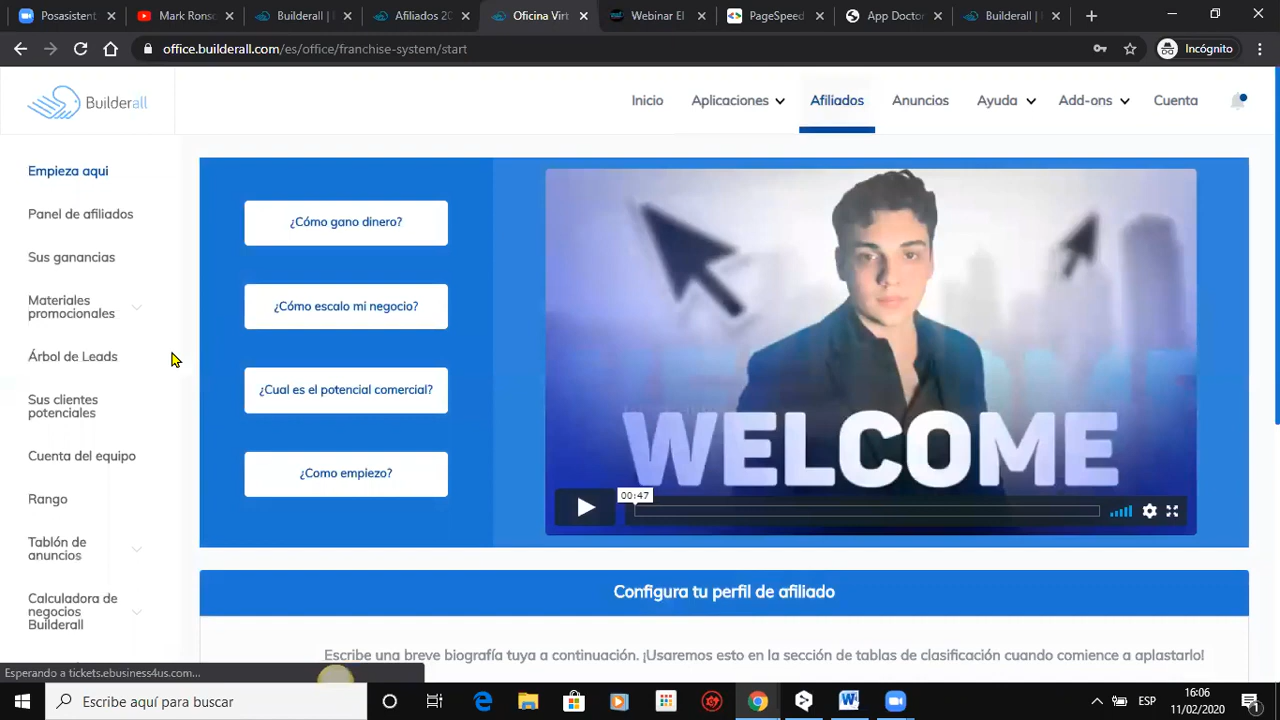 Posasistent
Mark Rons
Builderall |
Afiliados 20
Oficina Virt
Webinar El
PageSpeed
App Doctor
Builderall |
office.builderall.com/es/office/franchise-system/start
Incógnito
Builderall
Inicio
Aplicaciones
Afiliados
Anuncios
Ayuda
Add-ons
Cuenta
Empieza aqui
Panel de afiliados
Sus ganancias
Materiales
promocionales
Árbol de Leads
Sus clientes
potenciales
Cuenta del equipo
Rango
Tablón de
anuncios
Calculadora de
negocios
Builderall
¿Cómo gano dinero?
¿Cómo escalo mi negocio?
¿Cual es el potencial comercial?
¿Como empiezo?
WELCOME
00:47
Configura tu perfil de afiliado
Escribe una breve biografía tuya a continuación. ¡Usaremos esto en la sección de tablas de clasificación cuando comience a aplastarlo!
Esperando a tickets.ebusiness4us.com...
Escribe aquí para buscar
ESP
16:06
11/02/2020
1